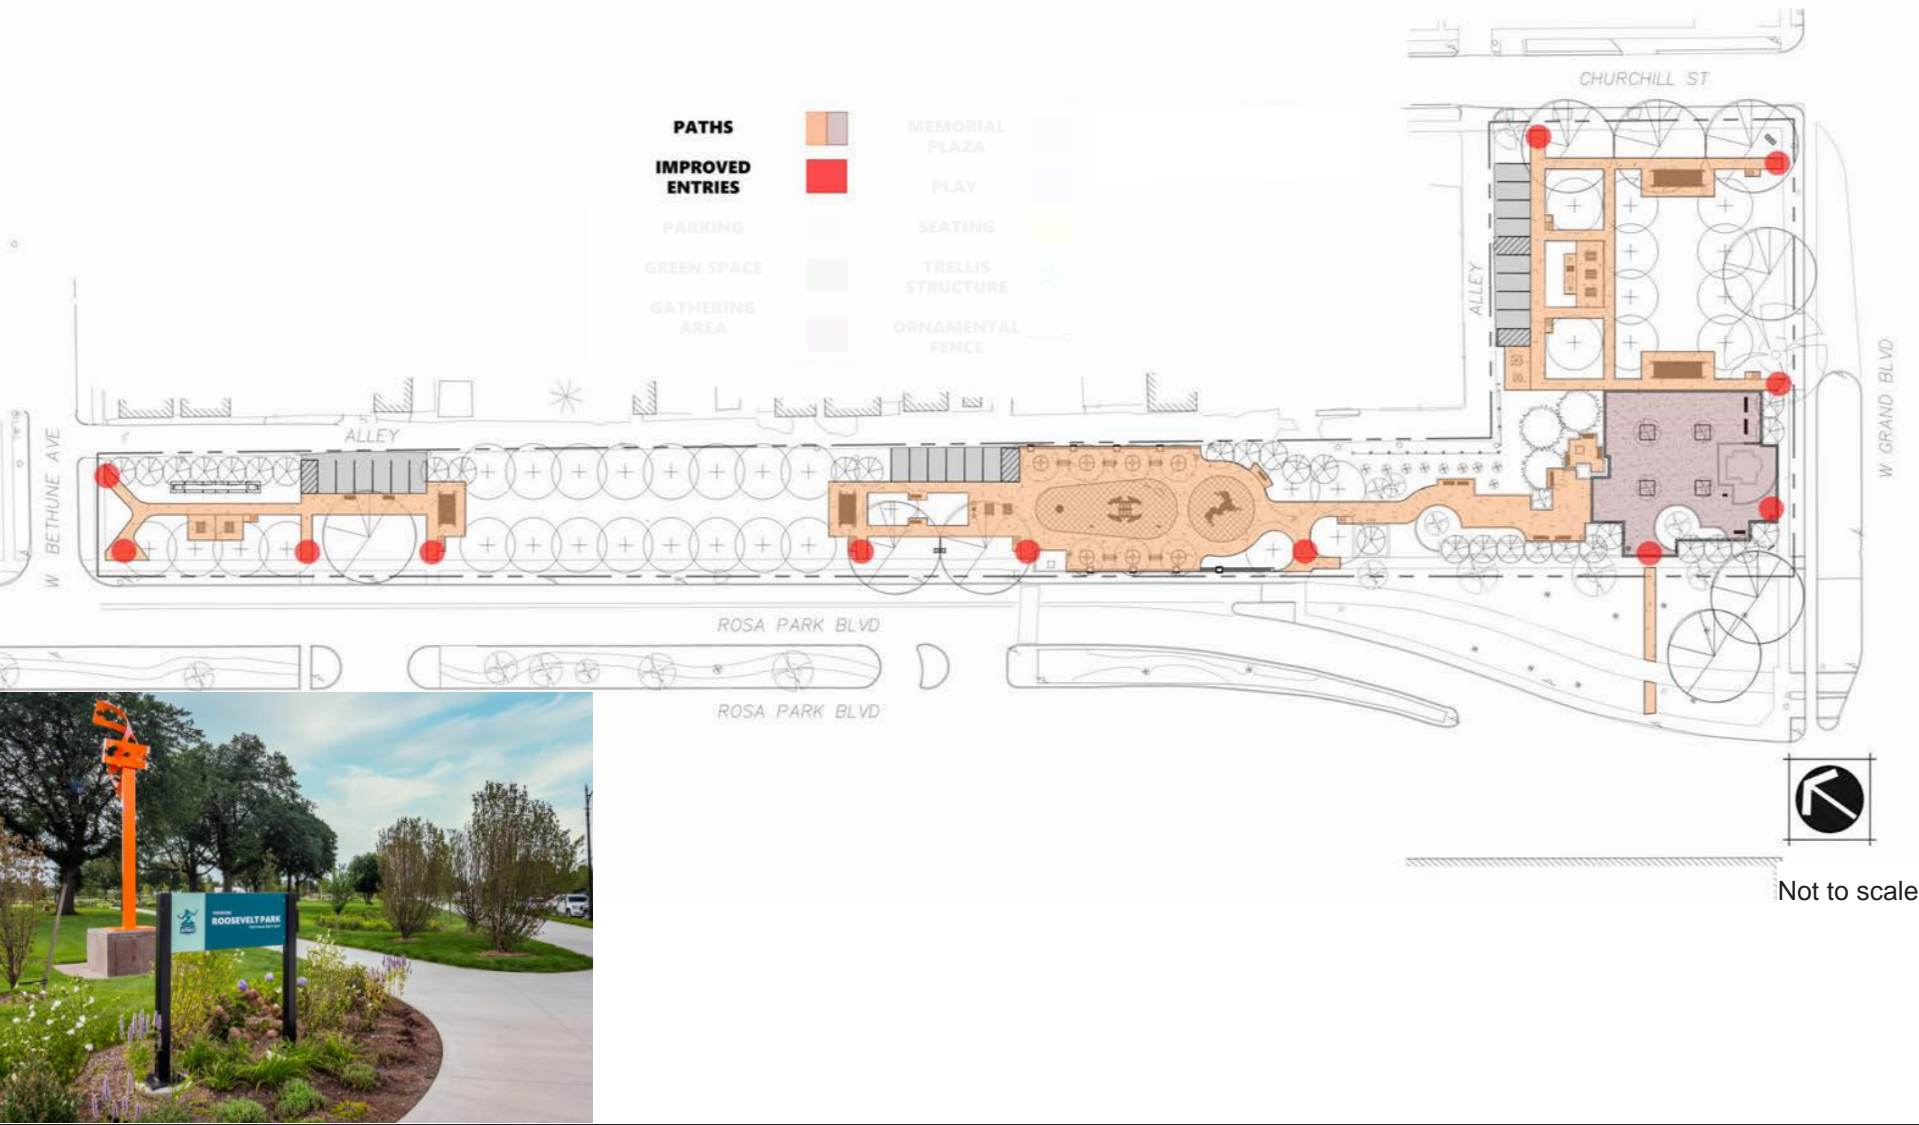 CHURCHILL ST
PATHS
IMPROVED
ENTRIES
PARKING
GREEN SPACE
GATHERING
AREA
MEMORIAL
PLAZA
PLAY
SEATING
TRELLIS
STRUCTURE
ORNAMENTAL
FENCE
ALLEY
W GRAND BLVD
W BETHUNE AVE
ALLEY
ROSA PARK BLVD
ROSA PARK BLVD
Not to scale
ROOSEVELT PARK